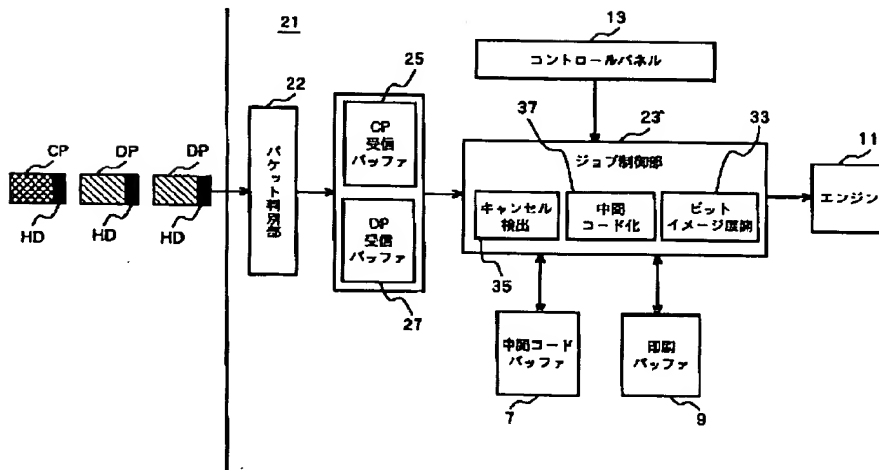 21
13
コントロールパネル
22
25
CP
受信
バッファ
37
23
33
11
CP
DP
DP
パケット判別部
ジョブ制御部
エンジン
キャンセル
検出
中間
コード化
ビット
イメージ展開
HD
HD
HD
DP
受信
バッファ
35
27
中間コード
バッファ
印刷
バッファ
7
9